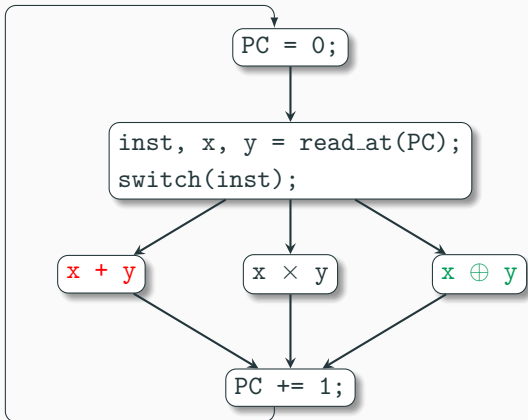 PC = 0;
inst, x, y = read_at(PC);
switch(inst);
x + y
x × y
x ⊕ y
PC += 1;